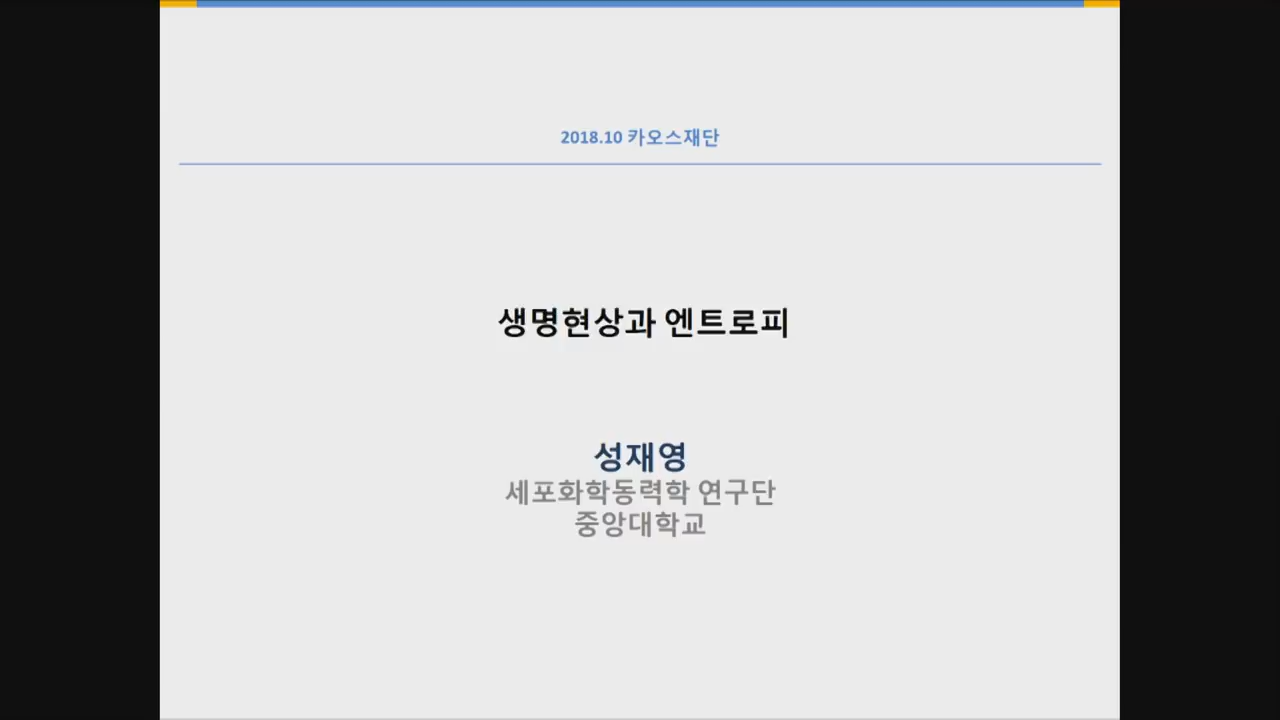 2018.10 카오스재단
생명현상과 엔트로피
성재영
세포화학동력학 연구단
중앙대학교